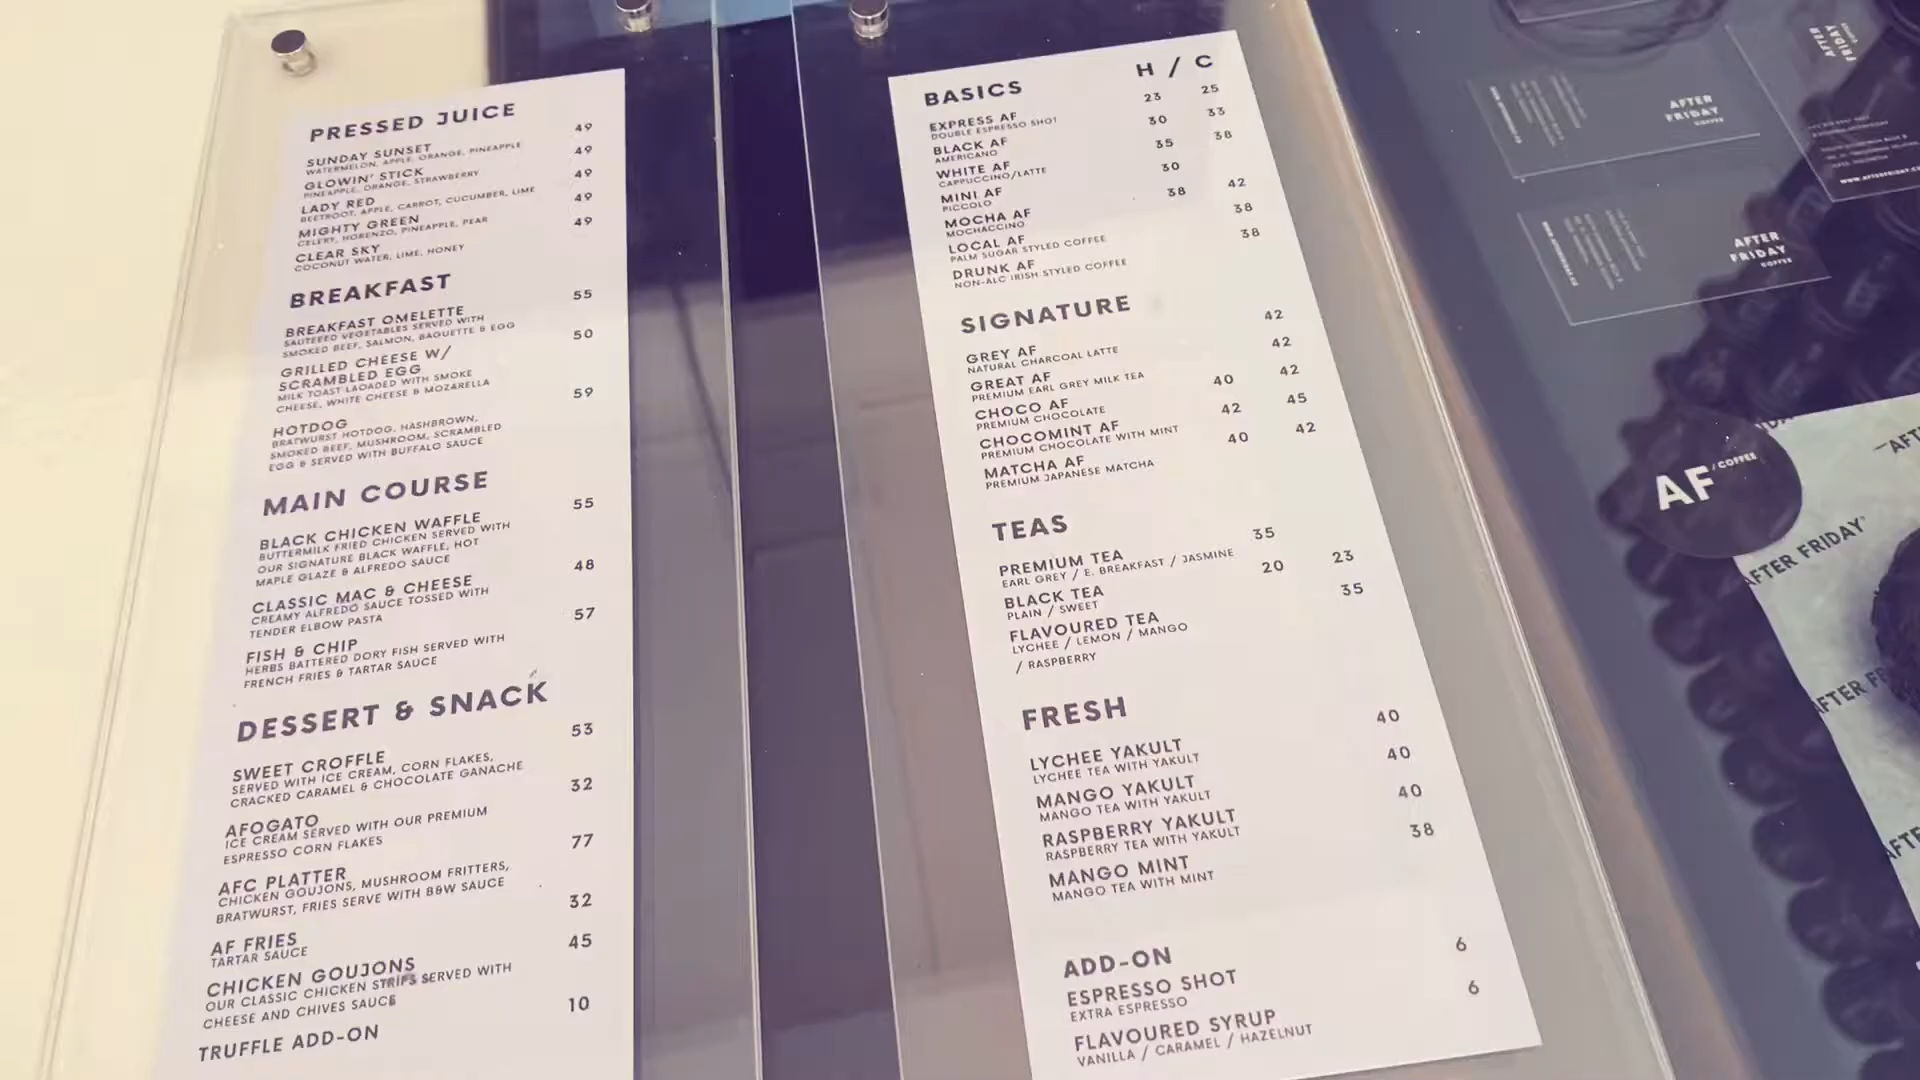 PRESSED JUICE
SUNDAY SUNSET 49
WATERMELON, APPLE, ORANGE, PINEAPPLE
GLOWIN' STICK 49
PINEAPPLE, ORANGE, STRAWBERRY
LADY RED 49
BEETROOT, APPLE, CARROT, CUCUMBER, LIME
MIGHTY GREEN 49
CELERY, HORENZO, PINEAPPLE, PEAR
CLEAR SKY 49
COCONUT WATER, LIME, HONEY
BREAKFAST
BREAKFAST OMELETTE 55
SAUTEED VEGETABLES SERVED WITH
SMOKED BEEF, SALMON, BAGUETTE & EGG
GRILLED CHEESE W/ 50
SCRAMBLED EGG
MILK TOAST LAOADED WITH SMOKE
CHEESE, WHITE CHEESE & MOZARELLA
HOTDOG 59
BRATWURST HOTDOG, HASHBROWN,
SMOKED BEEF, MUSHROOM, SCRAMBLED
EGG & SERVED WITH BUFFALO SAUCE
MAIN COURSE
BLACK CHICKEN WAFFLE 55
BUTTERMILK FRIED CHICKEN SERVED WITH
OUR SIGNATURE BLACK WAFFLE, HOT
MAPLE GLAZE & ALFREDO SAUCE
CLASSIC MAC & CHEESE 48
CREAMY ALFREDO SAUCE TOSSED WITH
TENDER ELBOW PASTA
FISH & CHIP 57
HERBS BATTERED DORY FISH SERVED WITH
FRENCH FRIES & TARTAR SAUCE
DESSERT & SNACK
SWEET CROFFLE 53
SERVED WITH ICE CREAM, CORN FLAKES,
CRACKED CARAMEL & CHOCOLATE GANACHE
AFOGATO 32
ICE CREAM SERVED WITH OUR PREMIUM
ESPRESSO CORN FLAKES
AFC PLATTER 77
CHICKEN GOUJONS, MUSHROOM FRITTERS,
BRATWURST, FRIES SERVE WITH B&W SAUCE
AF FRIES 32
TARTAR SAUCE
CHICKEN GOUJONS 45
OUR CLASSIC CHICKEN STRIPS SERVED WITH
CHEESE AND CHIVES SAUCE
TRUFFLE ADD-ON 10
BASICS H / C
EXPRESS AF 23 25
DOUBLE ESPRESSO SHOT
BLACK AF 30 33
AMERICANO
WHITE AF 35 38
CAPPUCCINO/LATTE
MINI AF 30
PICCOLO
MOCHA AF 38 42
MOCHACCINO
LOCAL AF 38
PALM SUGAR STYLED COFFEE
DRUNK AF 38
NON-ALC IRISH STYLED COFFEE
SIGNATURE
GREY AF 42
NATURAL CHARCOAL LATTE
GREAT AF 42
PREMIUM EARL GREY MILK TEA
CHOCO AF 40 42
PREMIUM CHOCOLATE
CHOCOMINT AF 42 45
PREMIUM CHOCOLATE WITH MINT
MATCHA AF 40 42
PREMIUM JAPANESE MATCHA
TEAS
PREMIUM TEA 35
EARL GREY / E. BREAKFAST / JASMINE
BLACK TEA 20 23
PLAIN / SWEET
FLAVOURED TEA 35
LYCHEE / LEMON / MANGO
/ RASPBERRY
FRESH
LYCHEE YAKULT 40
LYCHEE TEA WITH YAKULT
MANGO YAKULT 40
MANGO TEA WITH YAKULT
RASPBERRY YAKULT 40
RASPBERRY TEA WITH YAKULT
MANGO MINT 38
MANGO TEA WITH MINT
ADD-ON
ESPRESSO SHOT 6
EXTRA ESPRESSO
FLAVOURED SYRUP 6
VANILLA / CARAMEL / HAZELNUT
AFTER
FRIDAY
COFFEE
AFTER
FRIDAY
COFFEE
AFTER
FRIDAY
AF / COFFEE
AFTER FRIDAY